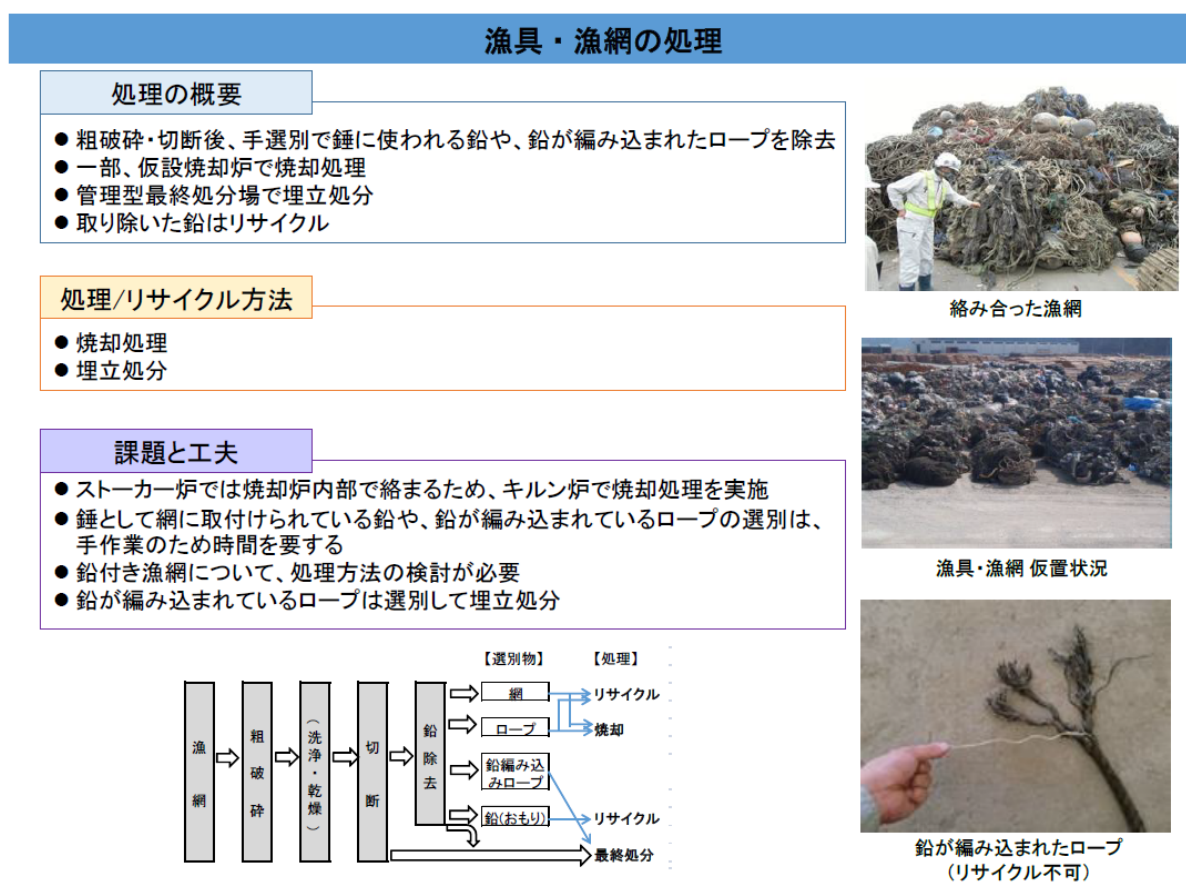 漁具・漁網の処理
処理の概要
● 粗破砕・切断後、手選別で錘に使われる鉛や、鉛が編み込まれたロープを除去
● 一部、仮設焼却炉で焼却処理
● 管理型最終処分場で埋立処分
● 取り除いた鉛はリサイクル
処理/リサイクル方法
● 焼却処理
● 埋立処分
課題と工夫
● ストーカー炉では焼却炉内部で絡まるため、キルン炉で焼却処理を実施
● 錘として網に取付けられている鉛や、鉛が編み込まれているロープの選別は、
手作業のため時間を要する
● 鉛付き漁網について、処理方法の検討が必要
● 鉛が編み込まれているロープは選別して埋立処分
絡み合った漁網
漁具・漁網 仮置状況
鉛が編み込まれたロープ
(リサイクル不可)
【選別物】
【処理】
漁網
粗破砕
(洗浄・乾燥)
切断
鉛除去
網
ロープ
鉛編み込
みロープ
鉛(おもり)
リサイクル
焼却
リサイクル
最終処分